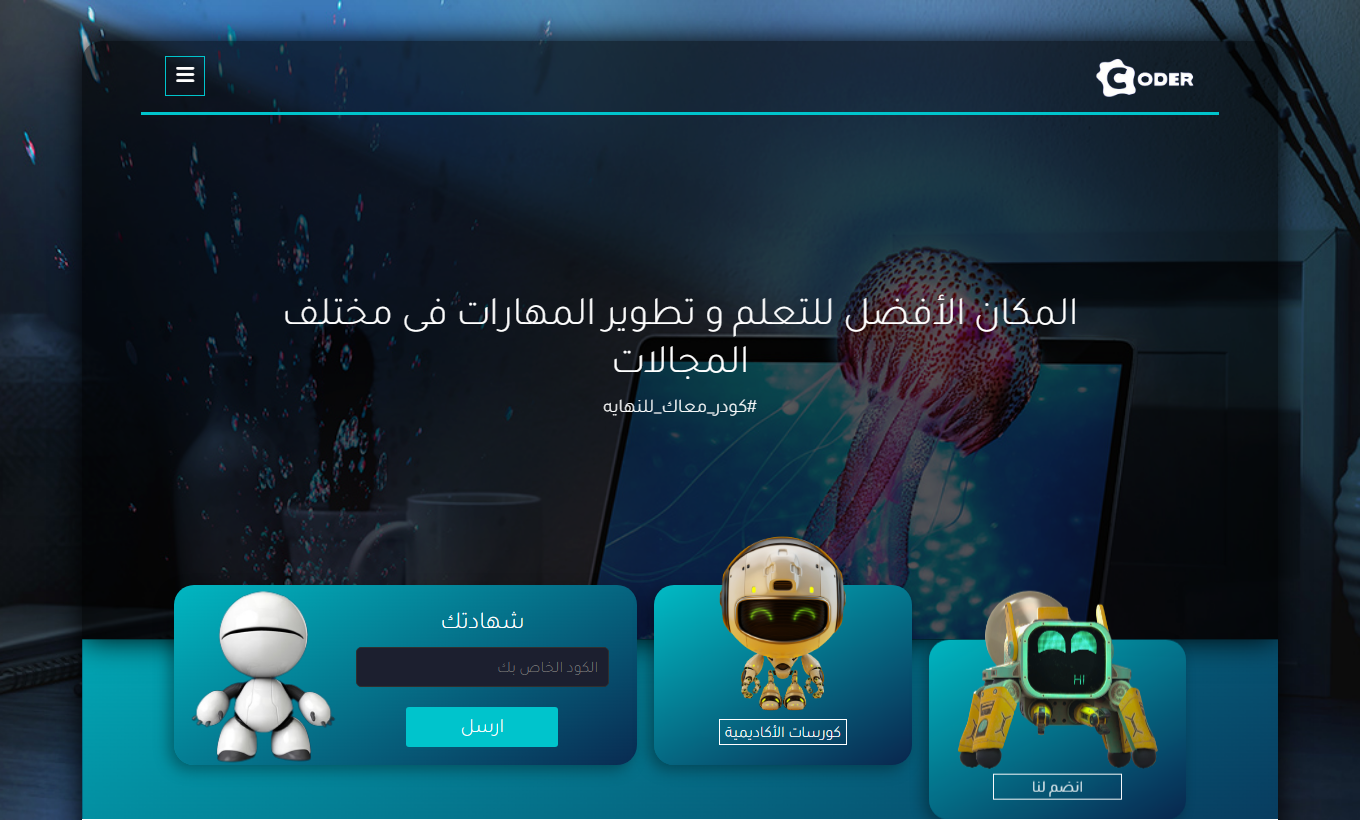 CODER
المكان الأفضل للتعلم و تطوير المهارات فى مختلف
المجالات
#كودر_معاك_للنهايه
شهادتك
الكود الخاص بك
ارسل
كورسات الأكاديمية
HI
انضم لنا